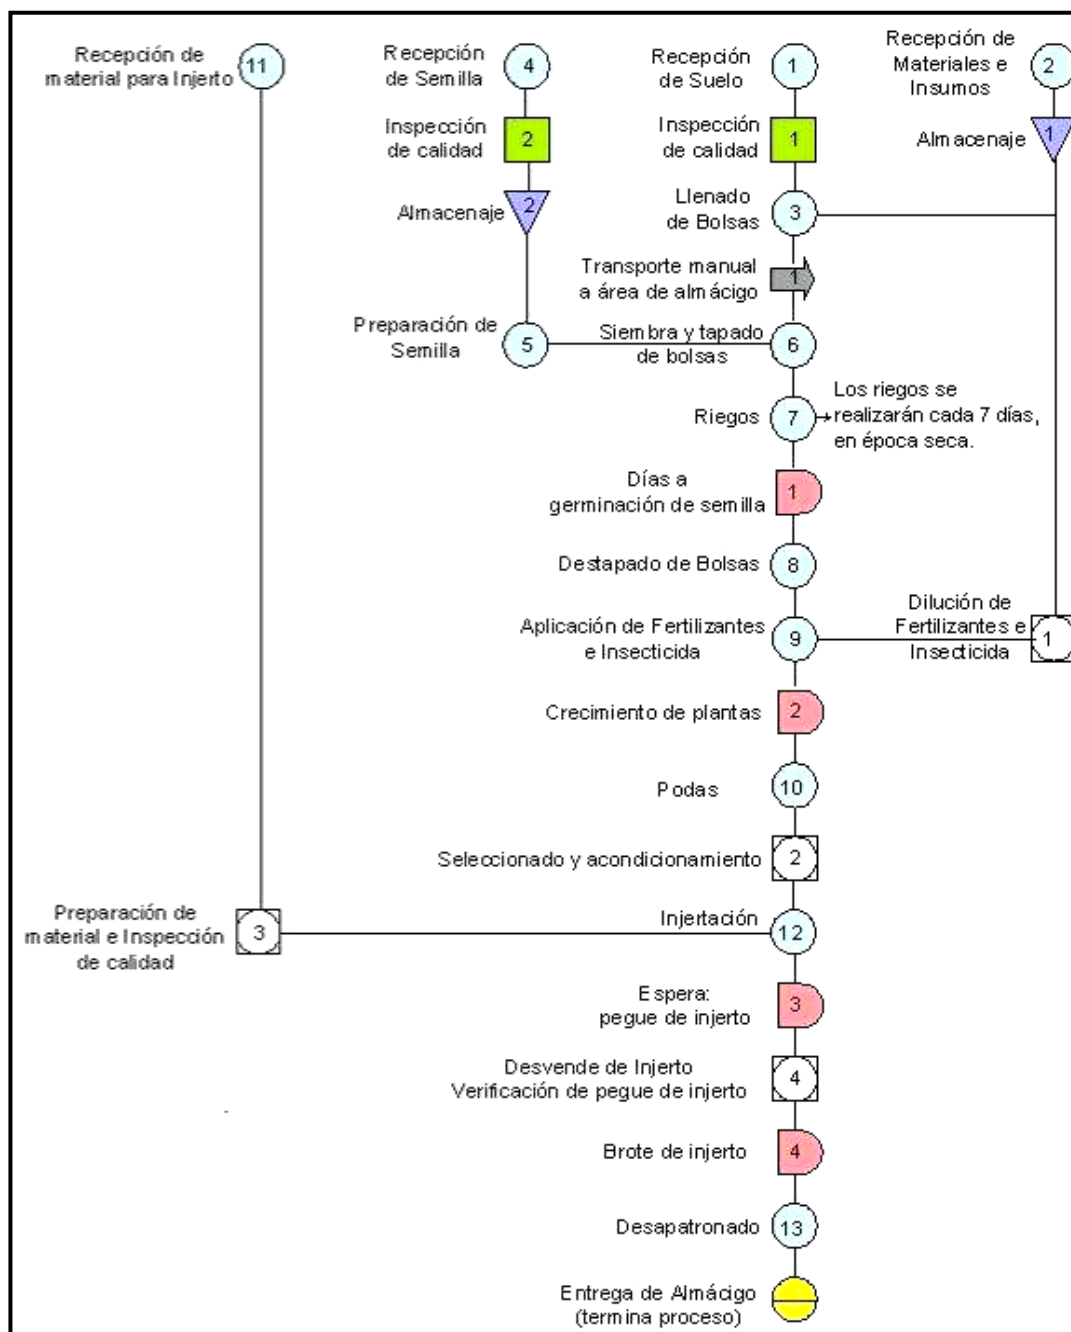 Recepción de
material para Injerto
11
Recepción
de Semilla
4
Recepción
de Suelo
1
Recepción de
Materiales e
Insumos
2
Inspección
de calidad
2
Inspección
de calidad
1
Almacenaje
1
Almacenaje
2
Llenado
de Bolsas
3
Transporte manual
a área de almácigo
1
Preparación de
Semilla
5
Siembra y tapado
de bolsas
6
Riegos
7
Los riegos se
realizarán cada 7 días,
en época seca.
Días a
germinación de semilla
1
Destapado de Bolsas
8
Aplicación de Fertilizantes
e Insecticida
9
Dilución de
Fertilizantes e
Insecticida
1
Crecimiento de plantas
2
Podas
10
Seleccionado y acondicionamiento
2
Preparación de
material e Inspección
de calidad
3
Injertación
12
Espera:
pegue de injerto
3
Desvende de Injerto
Verificación de pegue de injerto
4
Brote de injerto
4
Desapatronado
13
Entrega de Almácigo
(termina proceso)